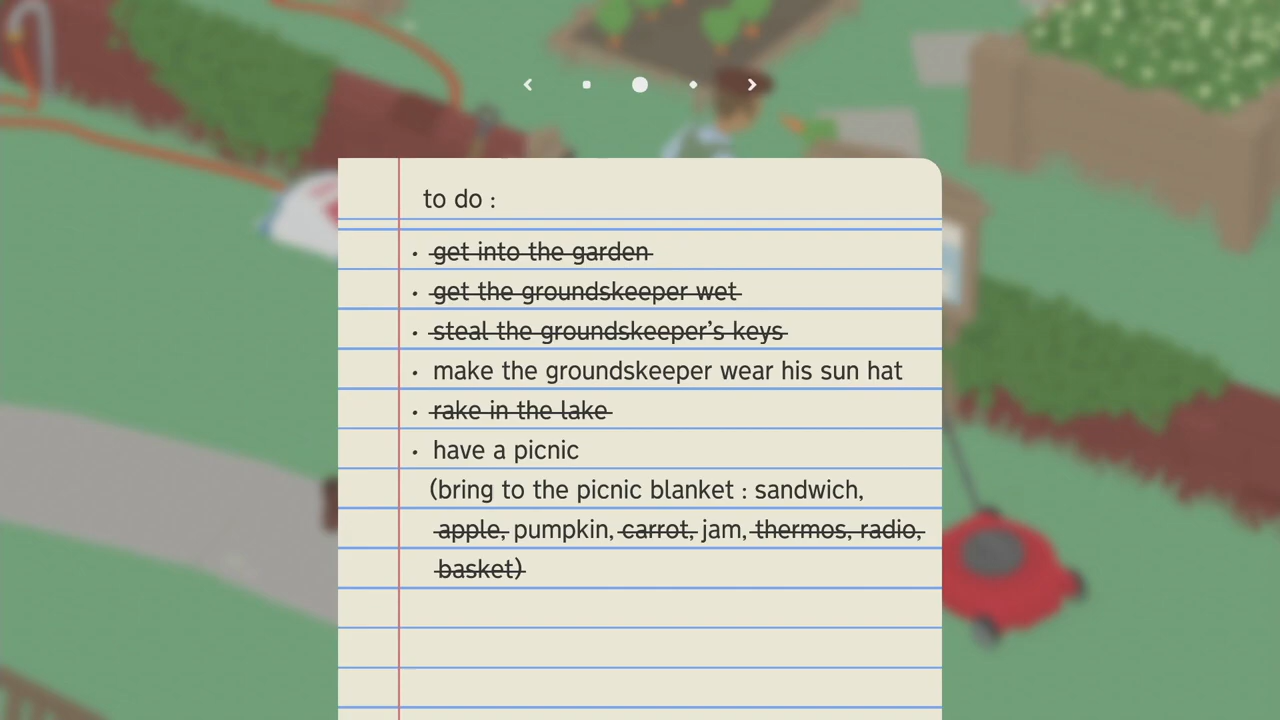 to do :
· get into the garden
· get the groundskeeper wet
· steal the groundskeeper's keys
· make the groundskeeper wear his sun hat
· rake in the lake
· have a picnic
(bring to the picnic blanket : sandwich,
apple, pumpkin, carrot, jam, thermos, radio,
basket)